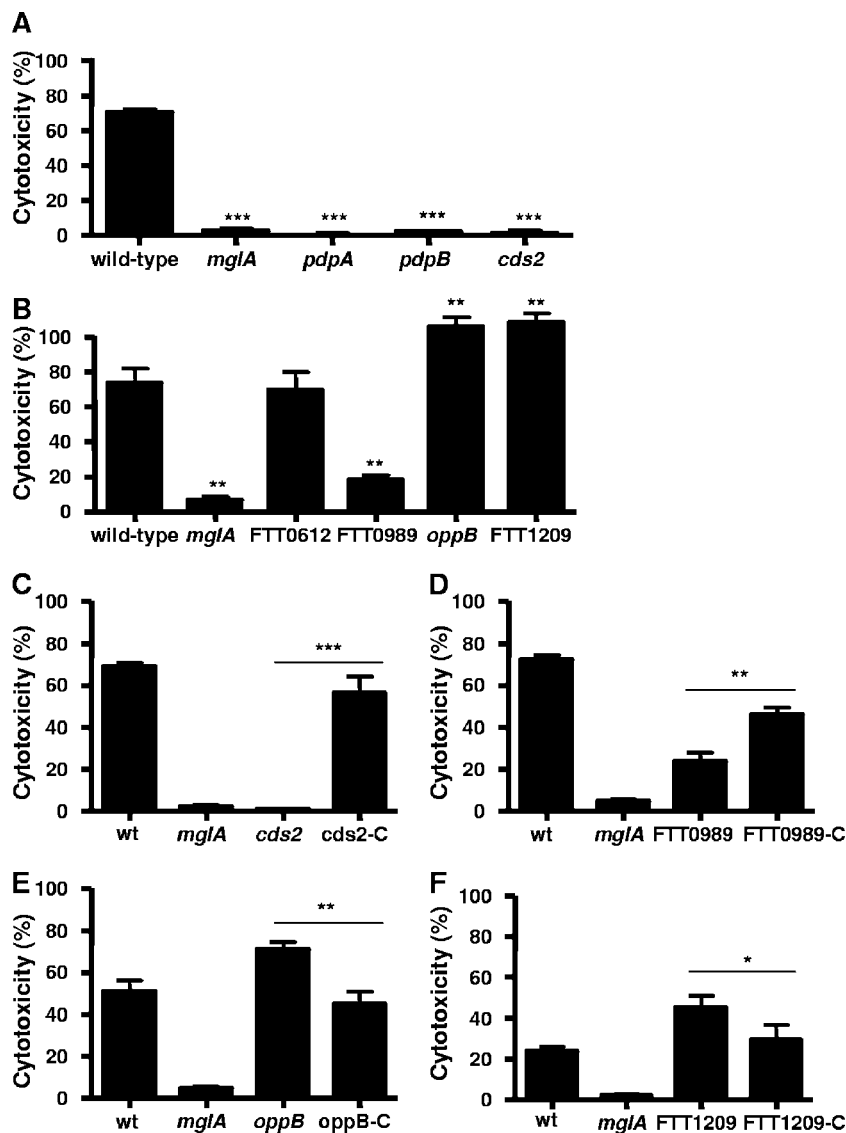 A
Cytotoxicity (%)
100
80
60
40
20
0
*** *** *** ***
wild-type mglA pdpA pdpB cds2
B
Cytotoxicity (%)
100
80
60
40
20
0
** ** ** **
wild-type mglA FTT0612 FTT0989 oppB FTT1209
C
Cytotoxicity (%)
100
80
60
40
20
0
***
wt mglA cds2 cds2-C
D
Cytotoxicity (%)
100
80
60
40
20
0
**
wt mglA FTT0989 FTT0989-C
E
Cytotoxicity (%)
100
80
60
40
20
0
**
wt mglA oppB oppB-C
F
Cytotoxicity (%)
100
80
60
40
20
0
*
wt mglA FTT1209 FTT1209-C